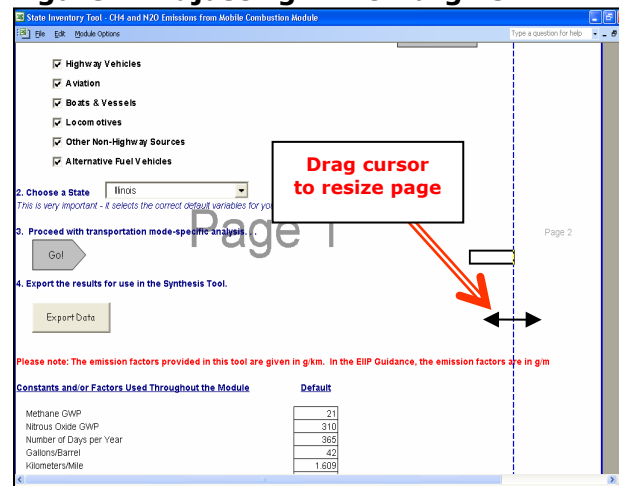 State Inventory Tool - CH4 and N2O Emissions from Mobile Combustion Module
File Edit Module Options Type a question for help
Highway Vehicles
Aviation
Boats & Vessels
Locomotives
Other Non-Highway Sources
Alternative Fuel Vehicles
Drag cursor
to resize page
2. Choose a State Illinois
This is very important - it selects the correct default variables for you
Page 1
3. Proceed with transportation mode-specific analysis. . .
Page 2
Go!
4. Export the results for use in the Synthesis Tool.
Export Data
Please note: The emission factors provided in this tool are given in g/km. In the EIIP Guidance, the emission factors are in g/m
Constants and/or Factors Used Throughout the Module Default
Methane GWP 21
Nitrous Oxide GWP 310
Number of Days per Year 365
Gallons/Barrel 42
Kilometers/Mile 1.609